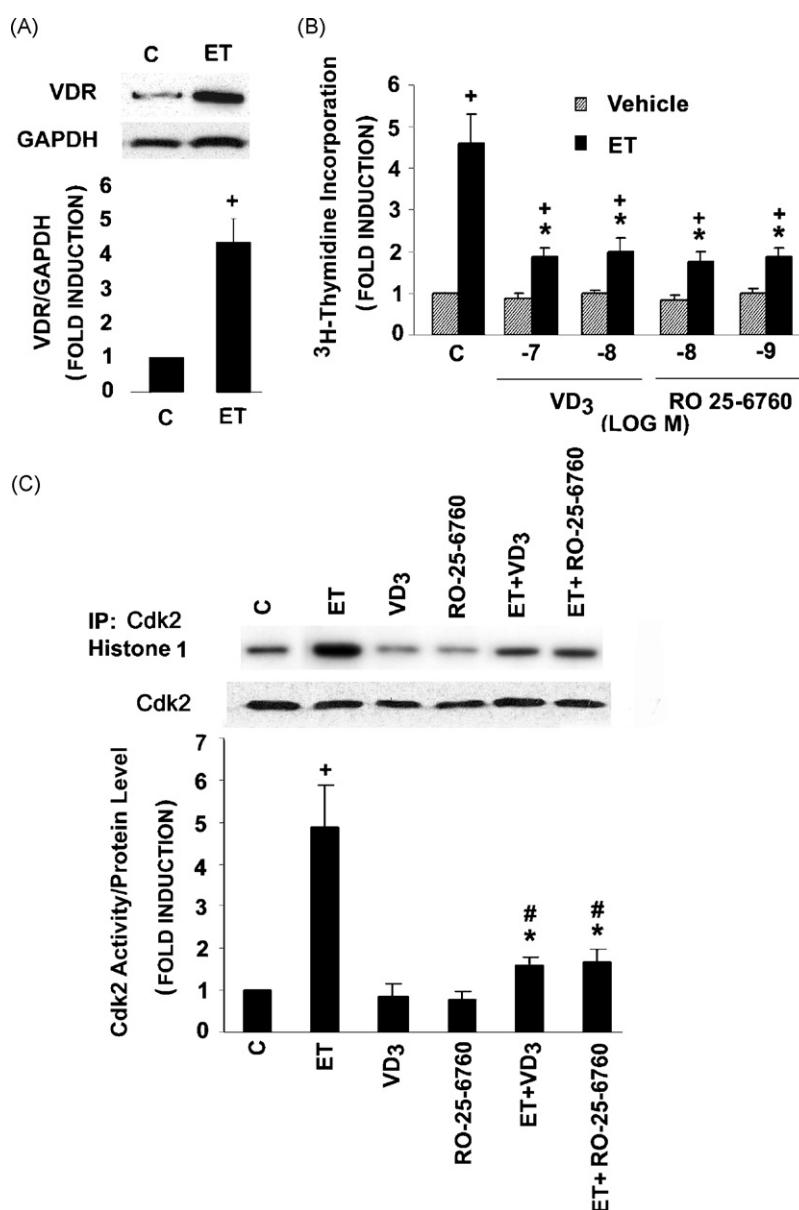 (A)
C ET
VDR
GAPDH
VDR/GAPDH
(FOLD INDUCTION)
6
5
4
3
2
1
0
+
C ET
(B)
3H-Thymidine Incorporation
(FOLD INDUCTION)
6
5
4
3
2
1
0
Vehicle
ET
+
+ + + +
* * * *
C -7 -8 -8 -9
VD3 RO 25-6760
(LOG M)
(C)
C ET VD3 RO-25-6760 ET+VD3 ET+ RO-25-6760
IP: Cdk2
Histone 1
Cdk2
Cdk2 Activity/Protein Level
(FOLD INDUCTION)
7
6
5
4
3
2
1
0
+
# #
* *
C ET VD3 RO-25-6760 ET+VD3 ET+ RO-25-6760